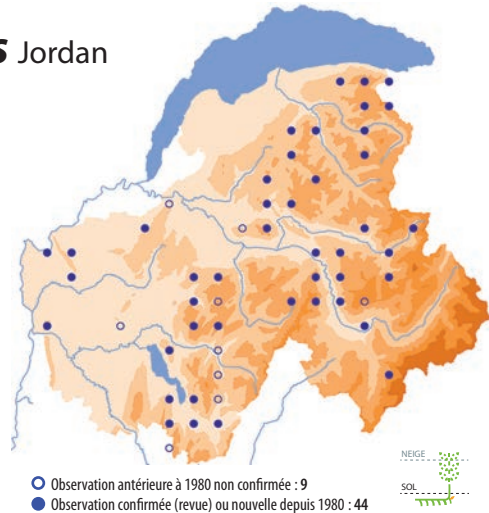 s Jordan
NEIGE
SOL
Observation antérieure à 1980 non confirmée : 9
Observation confirmée (revue) ou nouvelle depuis 1980 : 44